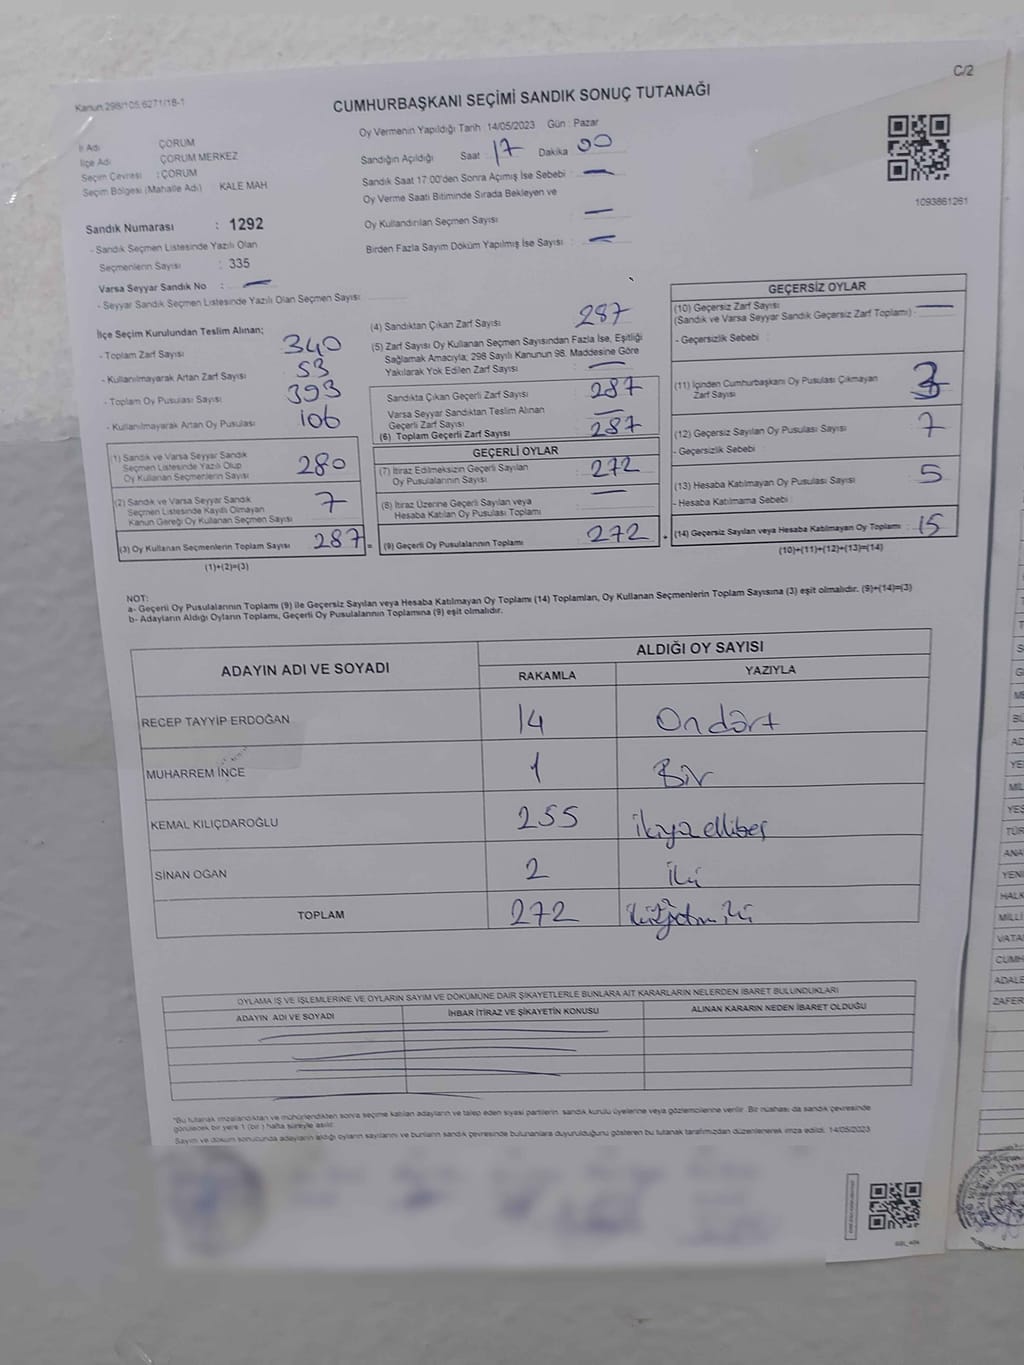 C/2
Kanun 298/105,6271/18-1
CUMHURBAŞKANI SEÇİMİ SANDIK SONUÇ TUTANAĞI
İl Adı ÇORUM
İlçe Adı ÇORUM MERKEZ
Seçim Çevresi : ÇORUM
Seçim Bölgesi (Mahalle Adı) : KALE MAH
Oy Vermenin Yapıldığı Tarih : 14/05/2023 Gün : Pazar
Sandığın Açıldığı Saat : 17 Dakika : 00
Sandık Saat 17:00'den Sonra Açımış İse Sebebi : —
Oy Verme Saati Bitiminde Sırada Bekleyen ve
Oy Kullandırılan Seçmen Sayısı : —
Birden Fazla Sayım Döküm Yapılmış İse Sayısı : —
1093861261
Sandık Numarası : 1292
- Sandık Seçmen Listesinde Yazılı Olan
Seçmenlerin Sayısı : 335
Varsa Seyyar Sandık No : —
- Seyyar Sandık Seçmen Listesinde Yazılı Olan Seçmen Sayısı :
İlçe Seçim Kurulundan Teslim Alınan;
- Toplam Zarf Sayısı : 340
- Kullanılmayarak Artan Zarf Sayısı : 53
- Toplam Oy Pusulası Sayısı : 393
- Kullanılmayarak Artan Oy Pusulası : 106
(1) Sandık ve Varsa Seyyar Sandık
Seçmen Listesinde Yazılı Olup
Oy Kullanan Seçmenlerin Sayısı 280
(2) Sandık ve Varsa Seyyar Sandık
Seçmen Listesinde Kayıtlı Olmayan
Kanun Gereği Oy Kullanan Seçmen Sayısı 7
(3) Oy Kullanan Seçmenlerin Toplam Sayısı 287 =
(1)+(2)=(3)
(4) Sandıktan Çıkan Zarf Sayısı : 287
(5) Zarf Sayısı Oy Kullanan Seçmen Sayısından Fazla İse, Eşitliği
Sağlamak Amacıyla; 298 Sayılı Kanunun 98. Maddesine Göre
Yakılarak Yok Edilen Zarf Sayısı : —
Sandıkta Çıkan Geçerli Zarf Sayısı : 287
Varsa Seyyar Sandıktan Teslim Alınan
Geçerli Zarf Sayısı : —
(6) Toplam Geçerli Zarf Sayısı : 287
GEÇERLİ OYLAR
(7) İtiraz Edilmeksizin Geçerli Sayılan
Oy Pusulalarının Sayısı : 272
(8) İtiraz Üzerine Geçerli Sayılan veya
Hesaba Katılan Oy Pusulası Toplamı : —
(9) Geçerli Oy Pusulalarının Toplamı : 272 +
GEÇERSİZ OYLAR
(10) Geçersiz Zarf Sayısı
(Sandık ve Varsa Seyyar Sandık Geçersiz Zarf Toplamı) : —
- Geçersizlik Sebebi :
(11) İçinden Cumhurbaşkanı Oy Pusulası Çıkmayan
Zarf Sayısı : 3
(12) Geçersiz Sayılan Oy Pusulası Sayısı : 7
- Geçersizlik Sebebi :
(13) Hesaba Katılmayan Oy Pusulası Sayısı : 5
- Hesaba Katılmama Sebebi :
(14) Geçersiz Sayılan veya Hesaba Katılmayan Oy Toplamı : 15
(10)+(11)+(12)+(13)=(14)
NOT:
a- Geçerli Oy Pusulalarının Toplamı (9) ile Geçersiz Sayılan veya Hesaba Katılmayan Oy Toplamı (14) Toplamları, Oy Kullanan Seçmenlerin Toplam Sayısına (3) eşit olmalıdır. (9)+(14)=(3)
b- Adayların Aldığı Oyların Toplamı, Geçerli Oy Pusulalarının Toplamına (9) eşit olmalıdır.
ADAYIN ADI VE SOYADI
ALDIĞI OY SAYISI
RAKAMLA YAZIYLA
RECEP TAYYİP ERDOĞAN 14 Ondört
MUHARREM İNCE 1 Bir
KEMAL KILIÇDAROĞLU 255 ikiyüzellibeş
SİNAN OĞAN 2 İki
TOPLAM 272
OYLAMA İŞ VE İŞLEMLERİNE VE OYLARIN SAYIM VE DÖKÜMÜNE DAİR ŞİKAYETLERLE BUNLARA AİT KARARLARIN NELERDEN İBARET BULUNDUKLARI
ADAYIN ADI VE SOYADI İHBAR İTİRAZ VE ŞİKAYETİN KONUSU ALINAN KARARIN NEDEN İBARET OLDUĞU
*Bu tutanak imzalandıktan ve mühürlendikten sonra seçime katılan adayların ve talep eden siyasi partilerin sandık kurulu üyelerine veya gözlemcilerine verilir. Bir nüshası da sandık çevresinde
görülecek bir yere 1 (bir) hafta süreyle asılır.
Sayım ve döküm sonucunda adayların aldığı oyların sayılarını ve bunların sandık çevresinde bulunanlara duyurulduğunu gösteren bu tutanak tarafımızdan düzenlenerek imza edildi. 14/05/2023